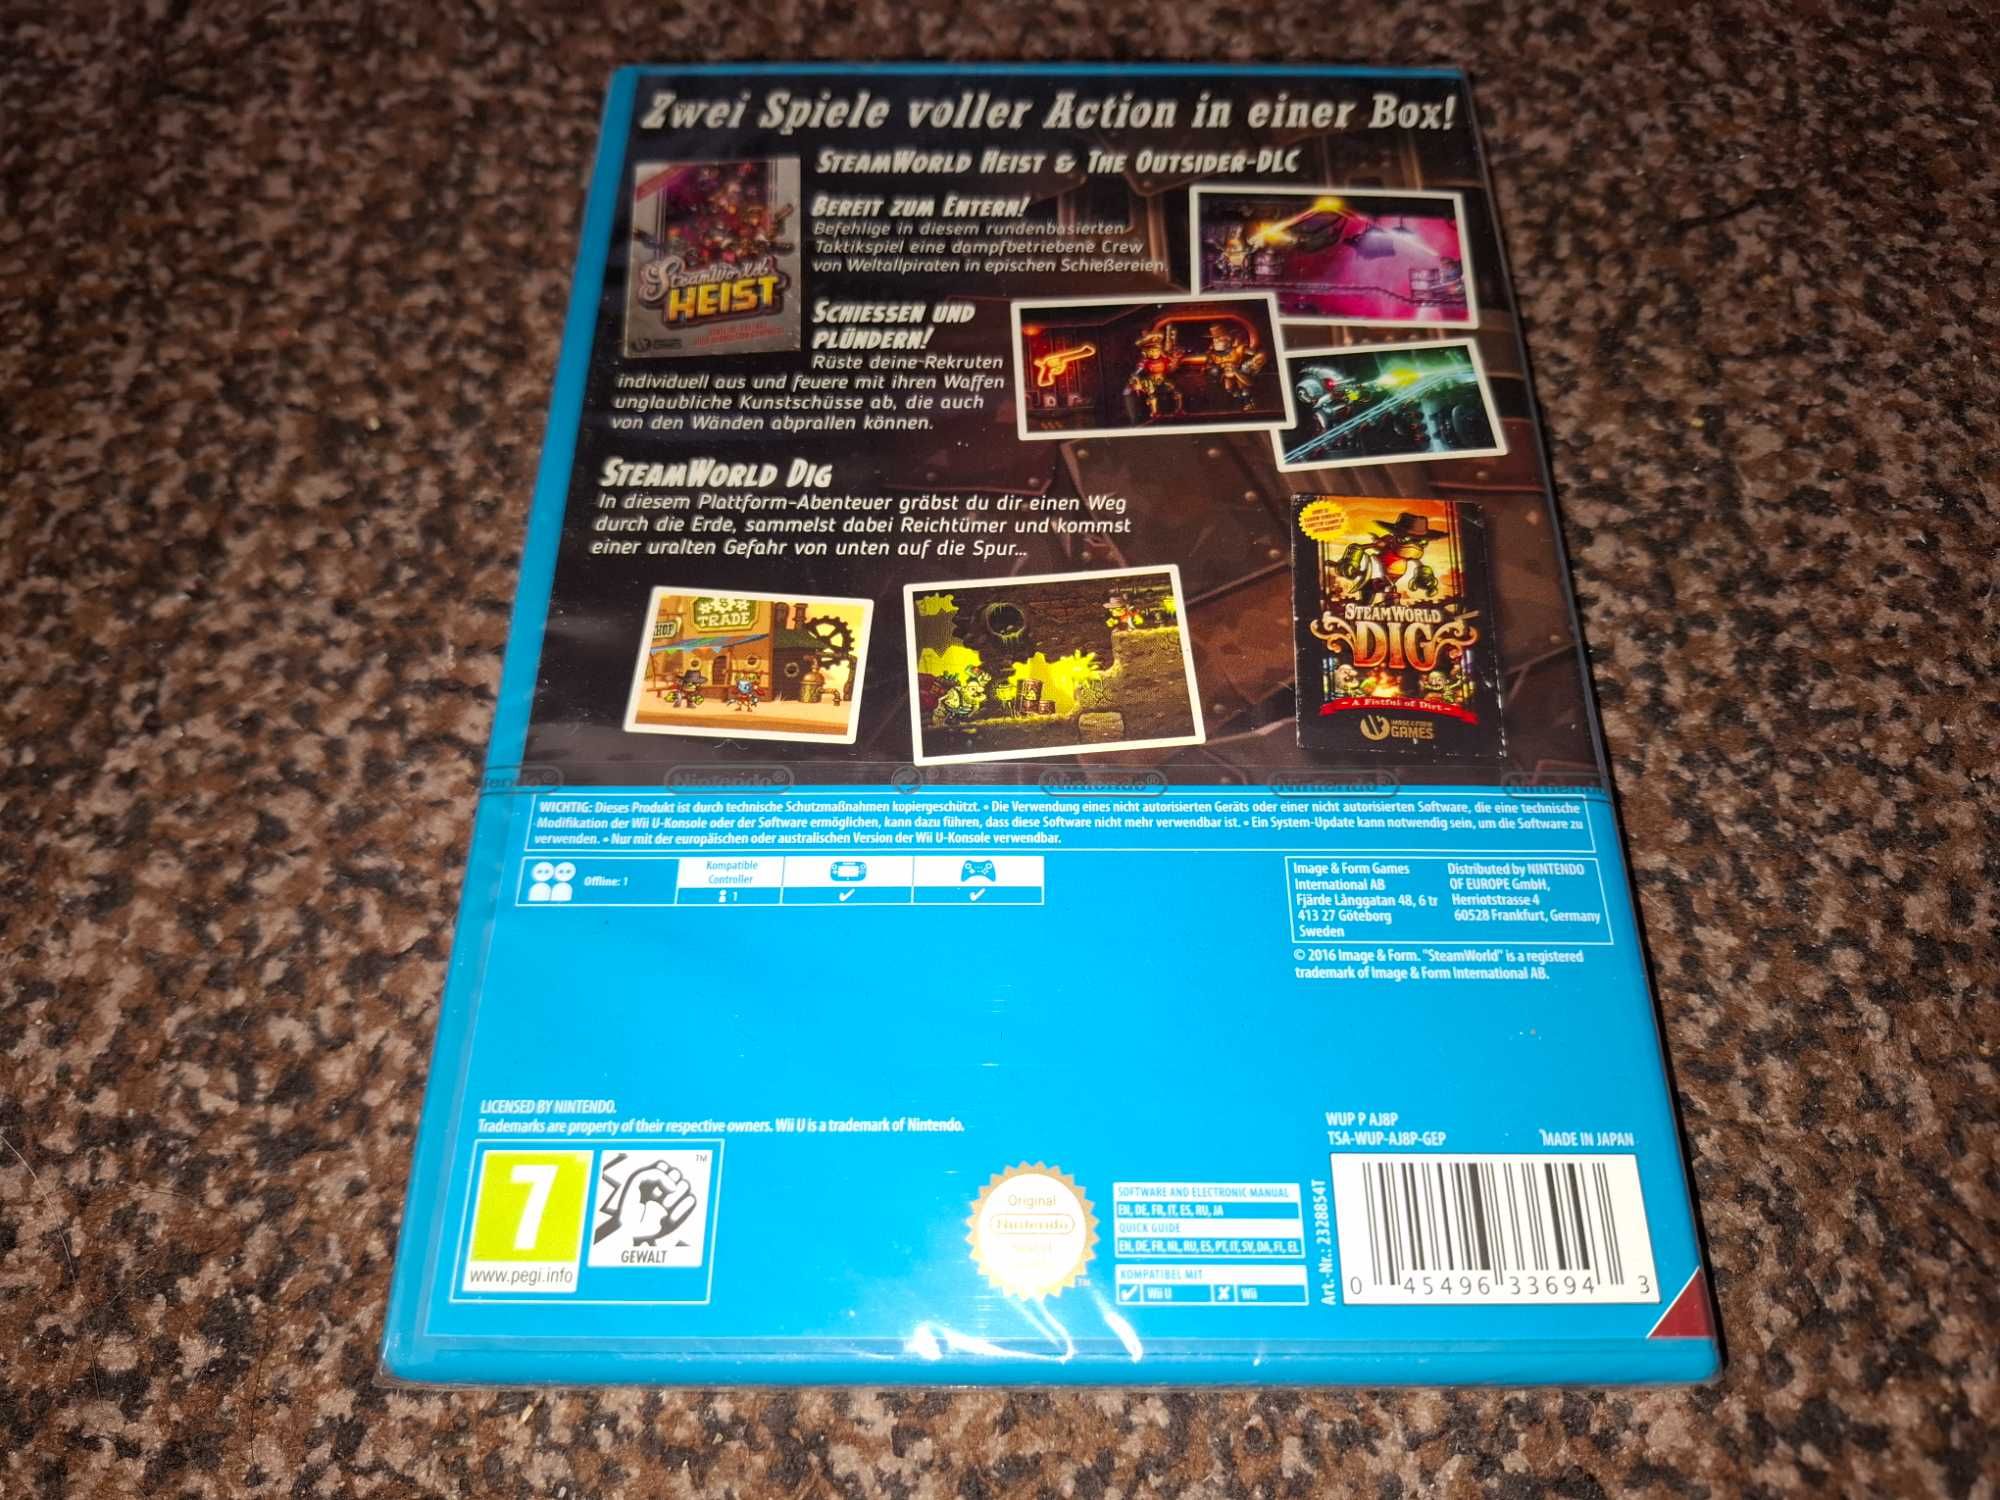 Zwei Spiele voller Action in einer Box!
SteamWorld Heist & The Outsider-DLC
Bereit zum Entern!
Befehlige in diesem rundenbasierten
Taktikspiel eine dampfbetriebene Crew
von Weltallpiraten in epischen Schießereien.
SteamWorld
HEIST
Schiessen und
plündern!
Rüste deine Rekruten
individuell aus und feuere mit ihren Waffen
unglaubliche Kunstschüsse ab, die auch
von den Wänden abprallen können.
SteamWorld Dig
In diesem Plattform-Abenteuer gräbst du dir einen Weg
durch die Erde, sammelst dabei Reichtümer und kommst
einer uralten Gefahr von unten auf die Spur...
TRADE
SteamWorld
DIG
- A Fistful of Dirt -
IMAGE & FORM
GAMES
Nintendo® Nintendo® Nintendo® Nintendo®
WICHTIG: Dieses Produkt ist durch technische Schutzmaßnahmen kopiergeschützt. • Die Verwendung eines nicht autorisierten Geräts oder einer nicht autorisierten Software, die eine technische
Modifikation der Wii U-Konsole oder der Software ermöglichen, kann dazu führen, dass diese Software nicht mehr verwendbar ist. • Ein System-Update kann notwendig sein, um die Software zu
verwenden. • Nur mit der europäischen oder australischen Version der Wii U-Konsole verwendbar.
Offline: 1
Kompatible
Controller
1
Image & Form Games
International AB
Fjärde Långgatan 48, 6 tr
413 27 Göteborg
Sweden
Distributed by NINTENDO
OF EUROPE GmbH,
Herriotstrasse 4
60528 Frankfurt, Germany
© 2016 Image & Form. "SteamWorld" is a registered
trademark of Image & Form International AB.
LICENSED BY NINTENDO.
Trademarks are property of their respective owners. Wii U is a trademark of Nintendo.
7
www.pegi.info
TM
GEWALT
Original
Nintendo
TM
SOFTWARE AND ELECTRONIC MANUAL
EN, DE, FR, IT, ES, RU, JA
QUICK GUIDE
EN, DE, FR, NL, RU, ES, PT, IT, SV, DA, FI, EL
KOMPATIBEL MIT
Wii U
Wii
WUP P AJ8P
TSA-WUP-AJ8P-GEP
MADE IN JAPAN
Art.-Nr.: 2328854T
0 45496 33694 3